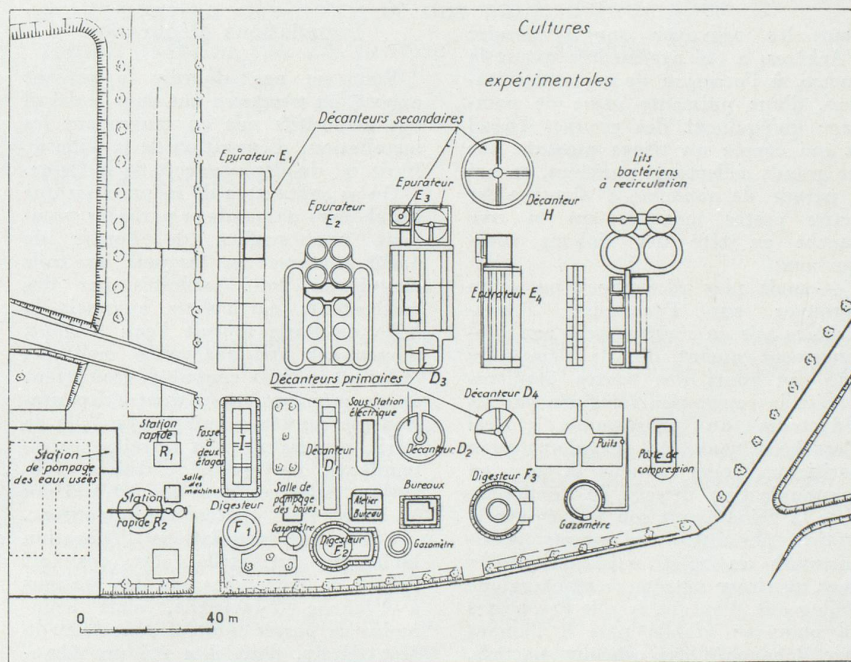 Cultures
expérimentales
Décanteurs secondaires
Epurateur E1
Epurateur
E2
Epurateur
E3
Décanteur
H
Lits
bactériens
à recirculation
Epurateur E4
Décanteurs primaires
D3
Station
rapide
R1
Fosse
à deux
étages
I
Décanteur
D1
Sous Station
électrique
Décanteur D2
Décanteur D4
Puits
Poste de
compression
Station
de pompage
des eaux usées
Salle
des
machines
Station
rapide R2
Digesteur
F1
Salle de
pompage
des boues
Gazomètre
Atelier
Bureau
Digesteur
F2
Bureaux
Gazomètre
Digesteur F3
Gazomètre
0 40 m